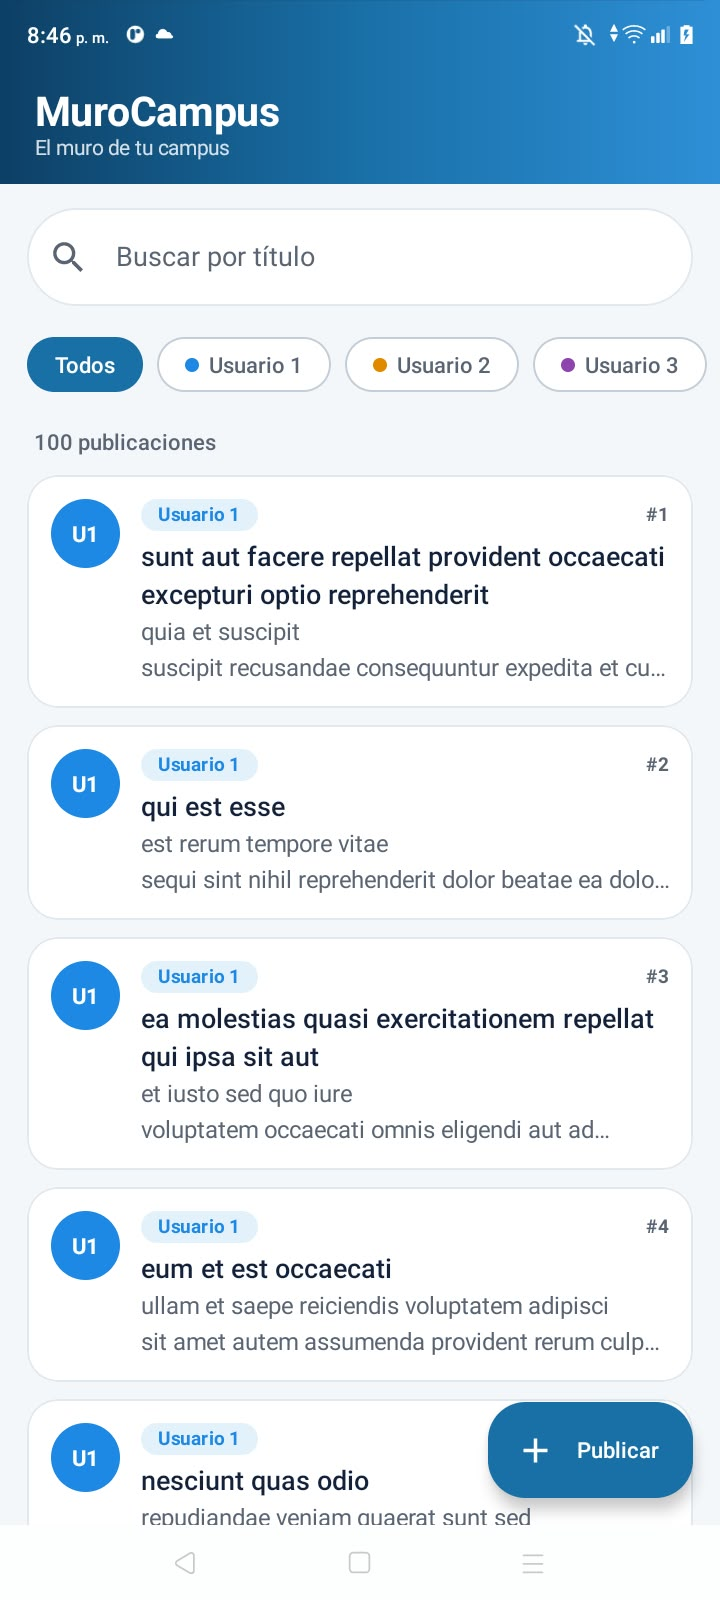 8:46 p. m.
MuroCampus
El muro de tu campus
Buscar por título
Todos
Usuario 1
Usuario 2
Usuario 3
100 publicaciones
U1
Usuario 1
#1
sunt aut facere repellat provident occaecati
excepturi optio reprehenderit
quia et suscipit
suscipit recusandae consequuntur expedita et cu...
U1
Usuario 1
#2
qui est esse
est rerum tempore vitae
sequi sint nihil reprehenderit dolor beatae ea dolo...
U1
Usuario 1
#3
ea molestias quasi exercitationem repellat
qui ipsa sit aut
et iusto sed quo iure
voluptatem occaecati omnis eligendi aut ad...
U1
Usuario 1
#4
eum et est occaecati
ullam et saepe reiciendis voluptatem adipisci
sit amet autem assumenda provident rerum culp...
U1
Usuario 1
nesciunt quas odio
repudiandae veniam quaerat sunt sed
Publicar